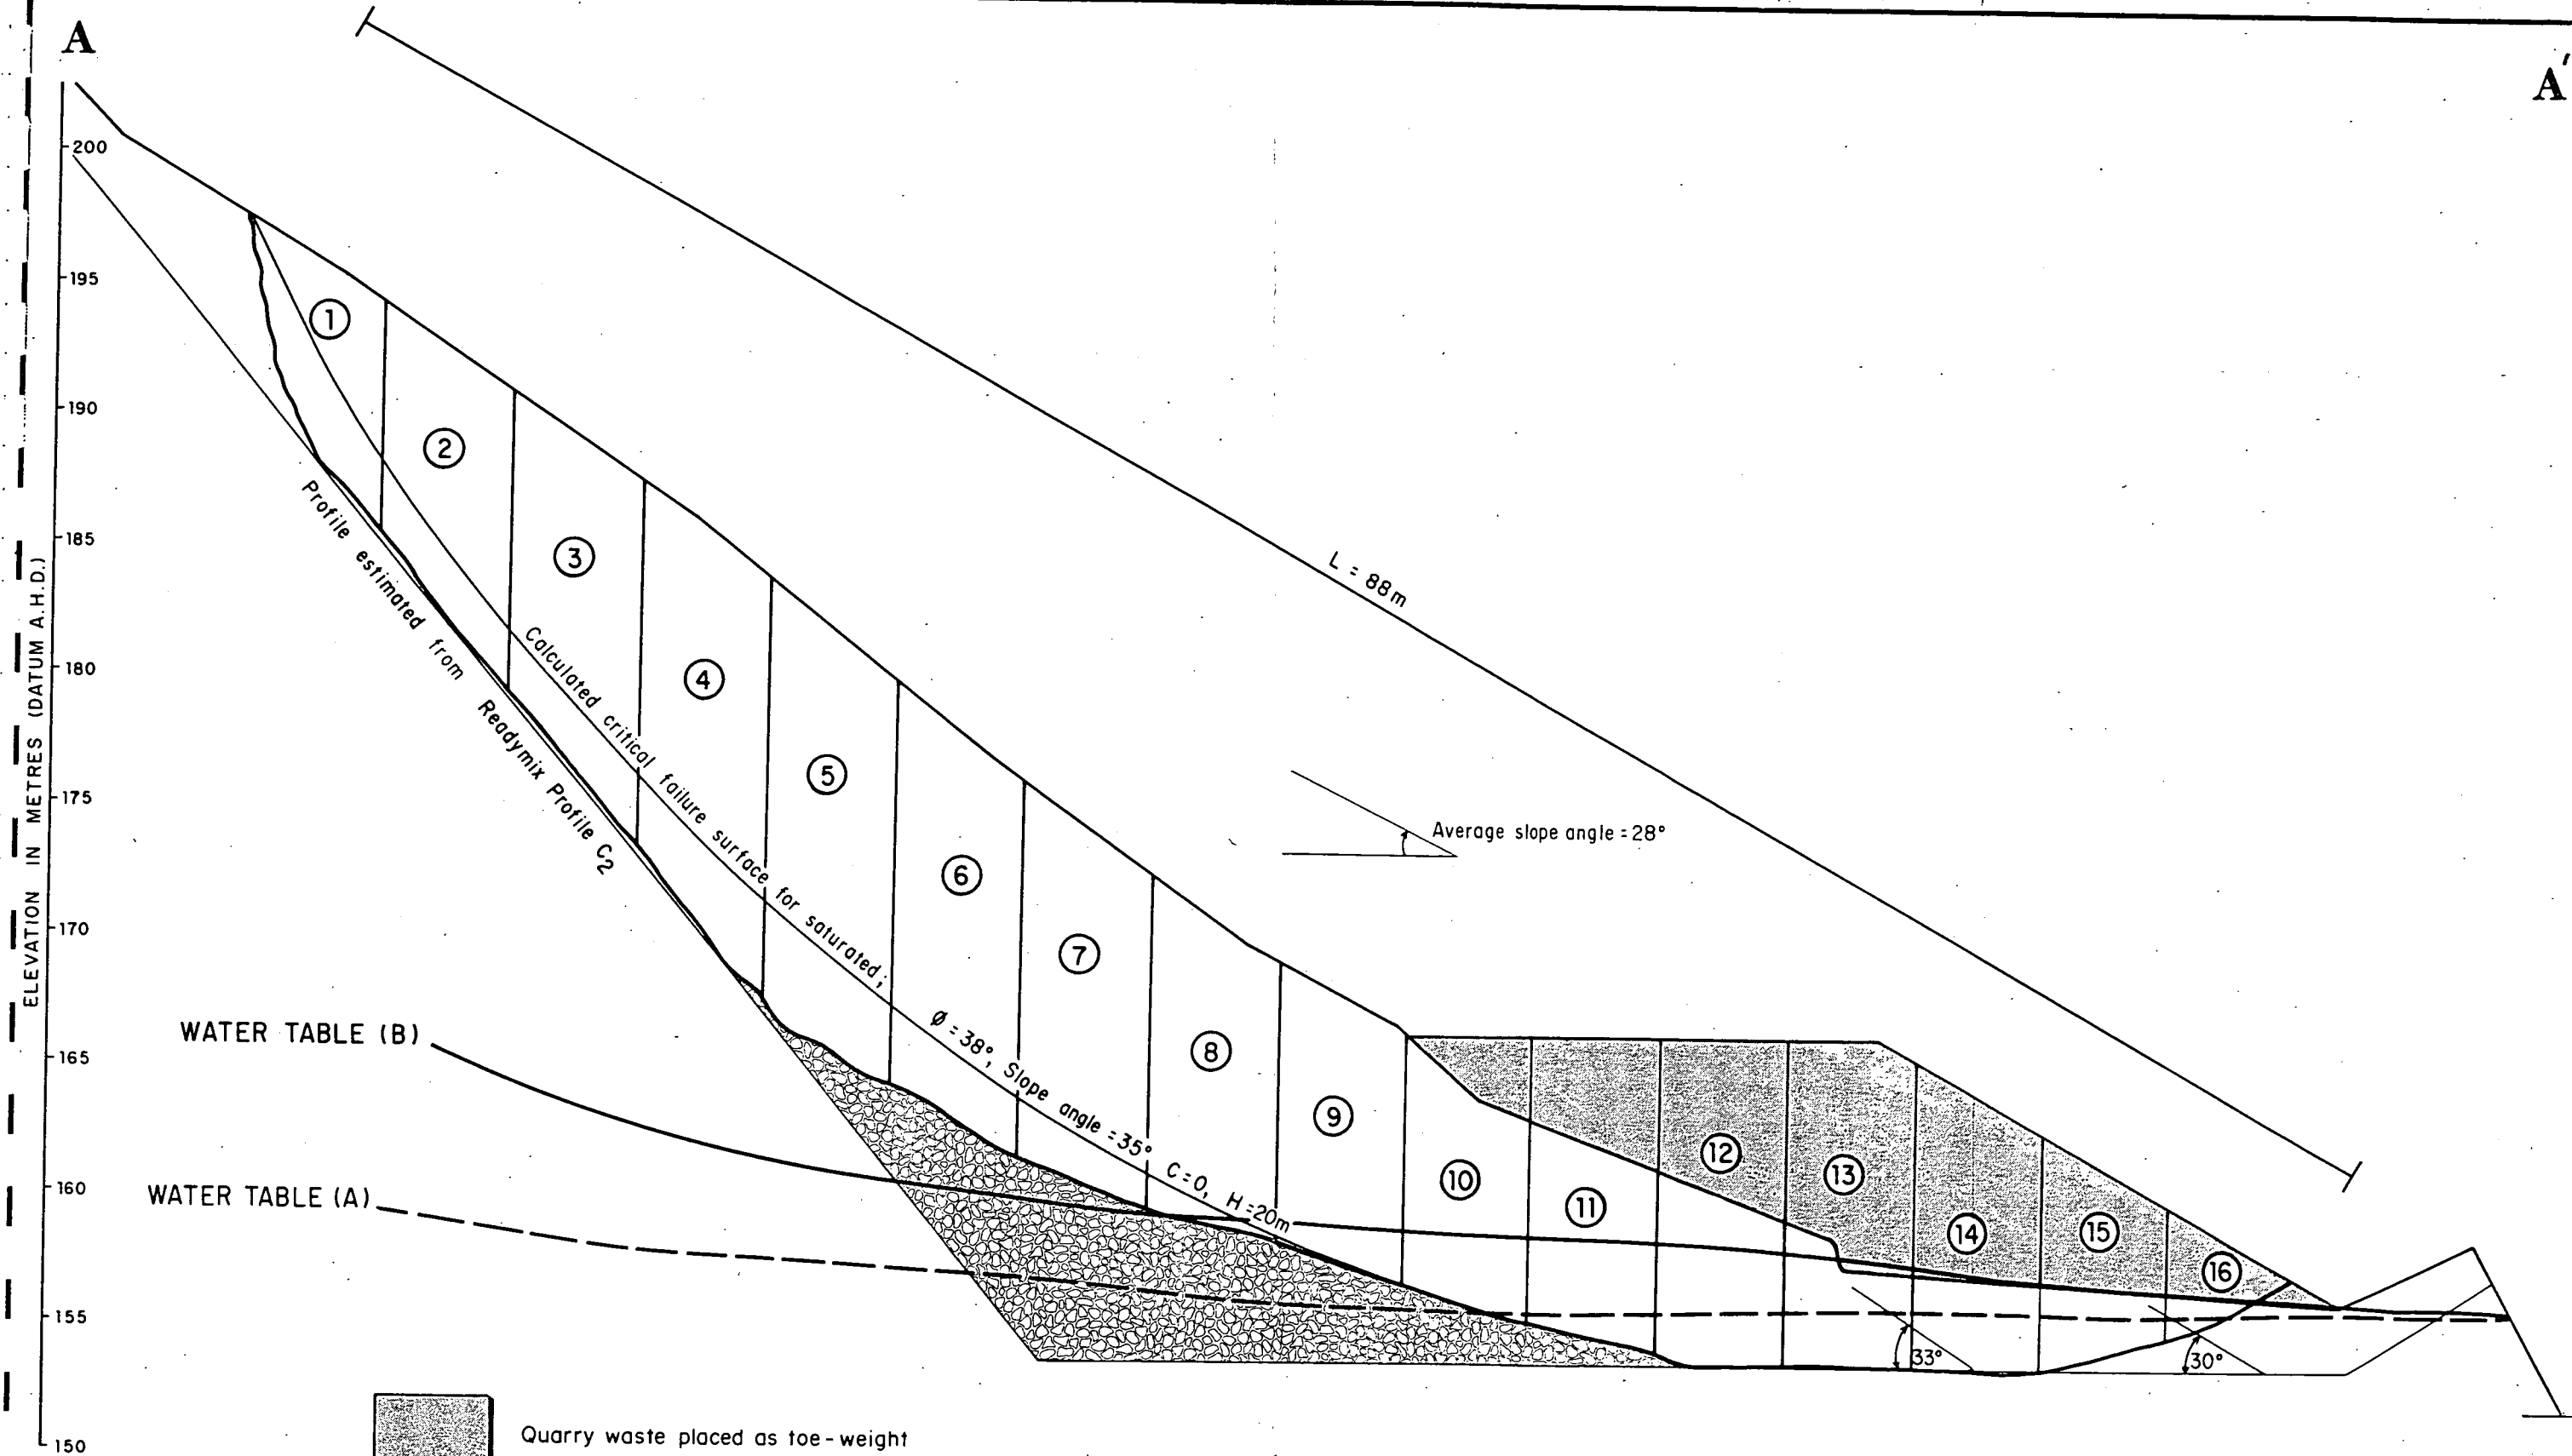 A
A′
200
195
190
185
180
175
170
165
160
155
150
ELEVATION IN METRES (DATUM A.H.D.)
L = 88m
1
2
3
4
5
6
7
8
9
10
11
12
13
14
15
16
Profile estimated from Readymix Profile C2
Calculated critical failure surface for saturated; Ø = 38°, Slope angle = 35° C = 0, H = 20m
Average slope angle = 28°
WATER TABLE (B)
WATER TABLE (A)
33°
30°
Quarry waste placed as toe-weight